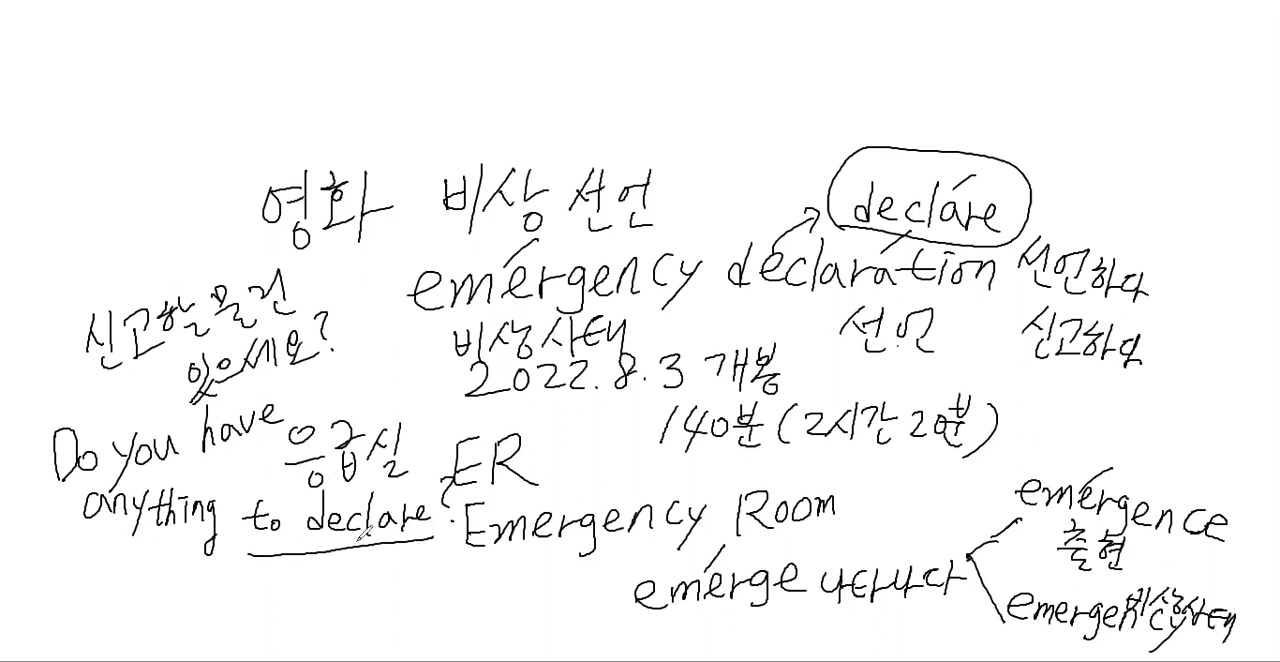 영화 비상 선언
declare
emergency declaration 선언하다
비상사태 선언 신고하다
2022.8.3 개봉
140분(2시간 20분)
신고할 물건
있으세요?
Do you have
anything to declare?
응급실 ER
Emergency Room
emerge 나타나다
emergence
출현
emergency 비상사태